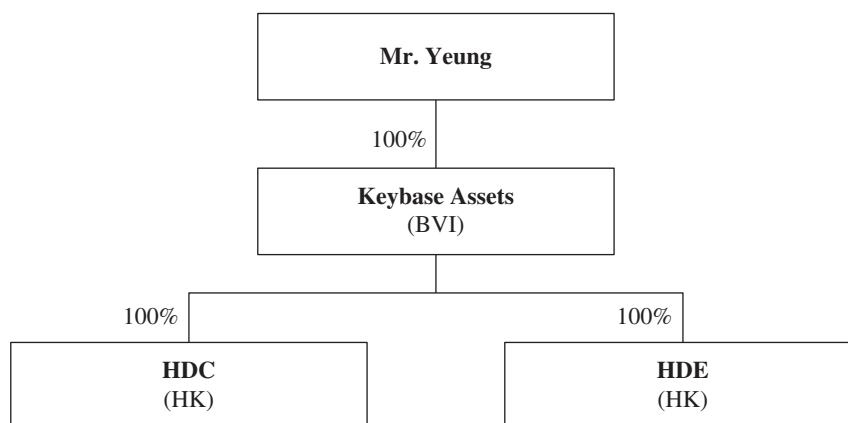 Mr. Yeung
100%
Keybase Assets
(BVI)
100%
100%
HDC
(HK)
HDE
(HK)